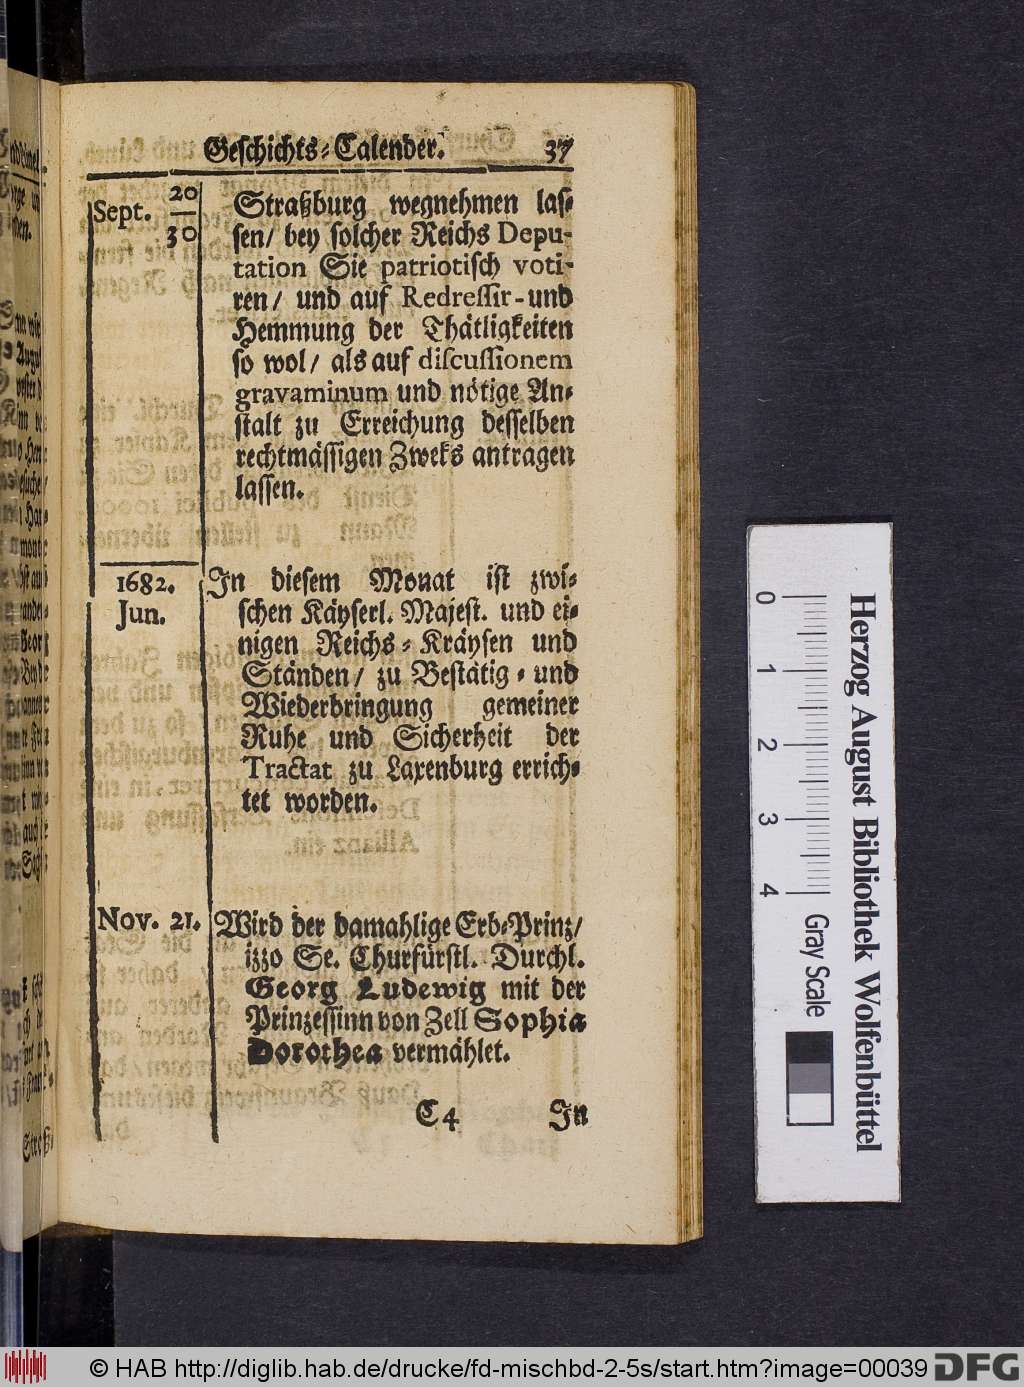 Geschichts-Calender. 37
Sept. 20/30
Straßburg wegnehmen las-
sen/ bey solcher Reichs Depu-
tation Sie patriotisch voti-
ren/ und auf Redressir-und
Hemmung der Thätligkeiten
so wol/ als auf discussionem
gravaminum und nötige An-
stalt zu Erreichung desselben
rechtmässigen Zweks antragen
lassen.
1682.
Jun.
In diesem Monat ist zwi-
schen Käyserl. Majest. und ei-
nigen Reichs-Kräysen und
Ständen/ zu Bestätig-und
Wiederbringung gemeiner
Ruhe und Sicherheit der
Tractat zu Laxenburg errich-
tet worden.
Nov. 21.
Wird der damahlige Erb-Prinz/
izzo Se. Churfürstl. Durchl.
Georg Ludewig mit der
Prinzessinn von Zell Sophia
Dorothea vermählet.
C 4 In
0 1 2 3 4 Gray Scale
Herzog August Bibliothek Wolfenbüttel
© HAB http://diglib.hab.de/drucke/fd-mischbd-2-5s/start.htm?image=00039
DFG